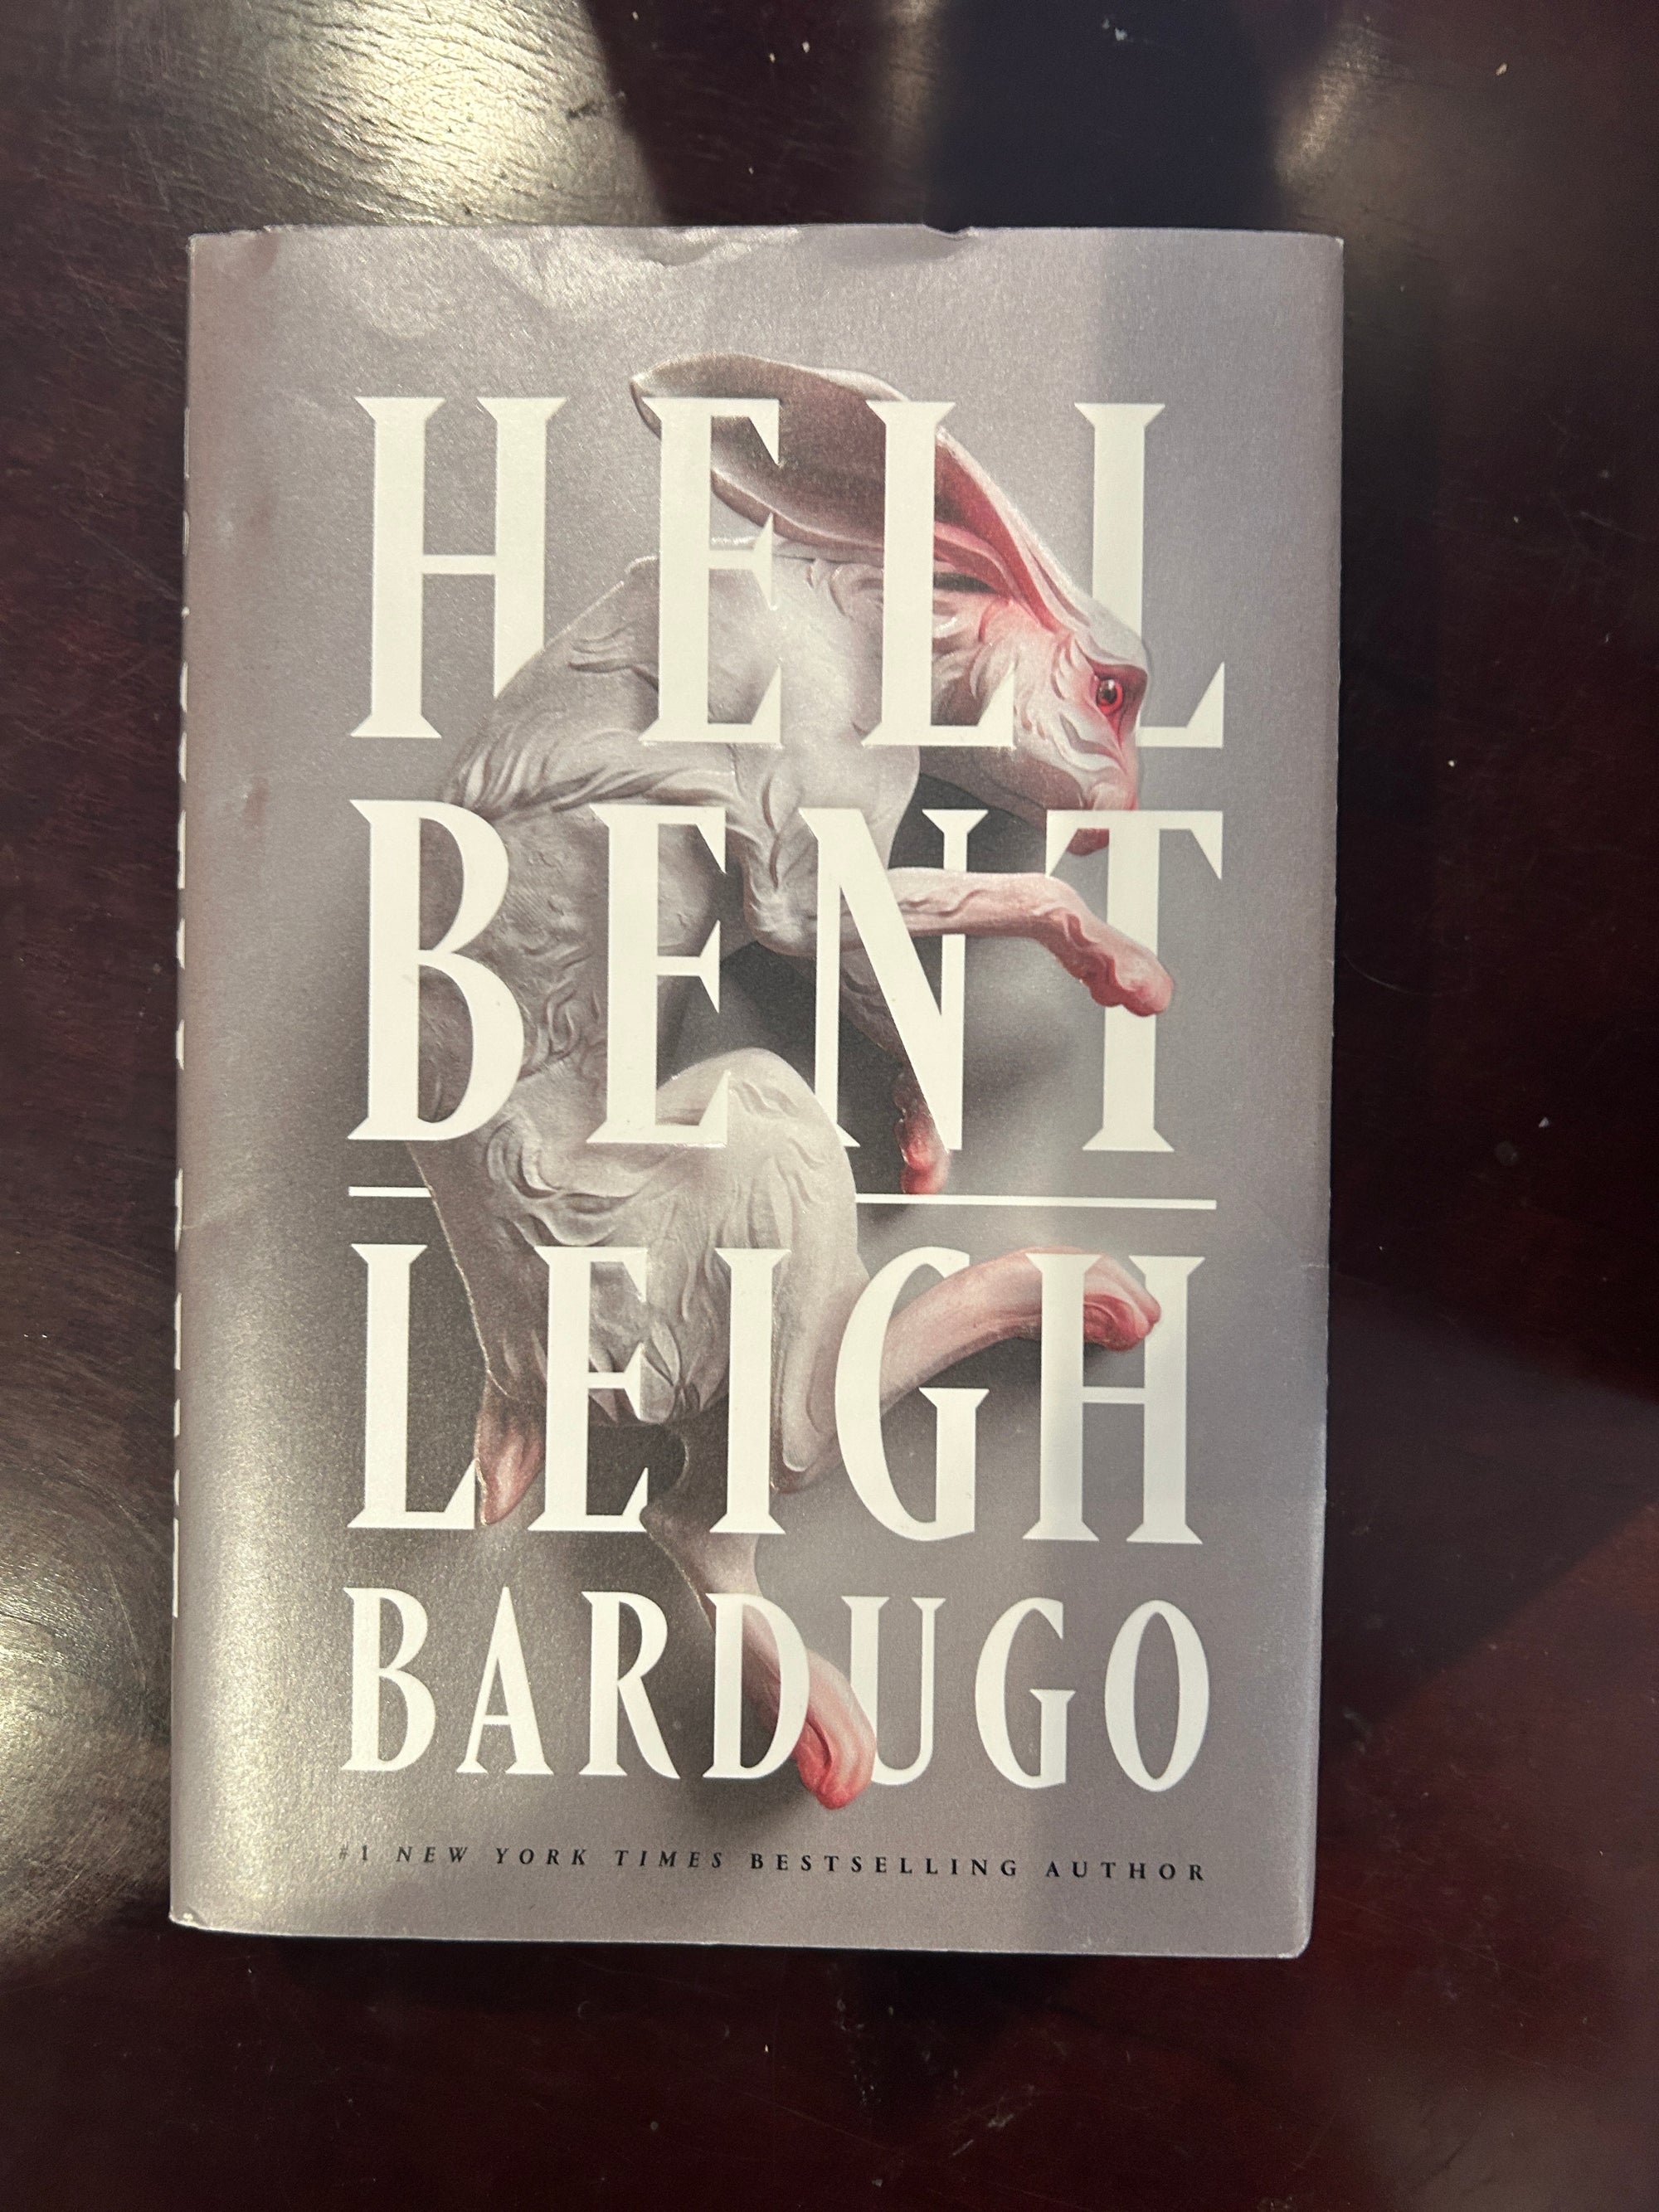 HELL
BENT
LEIGH
BARDUGO
#1 NEW YORK TIMES BESTSELLING AUTHOR